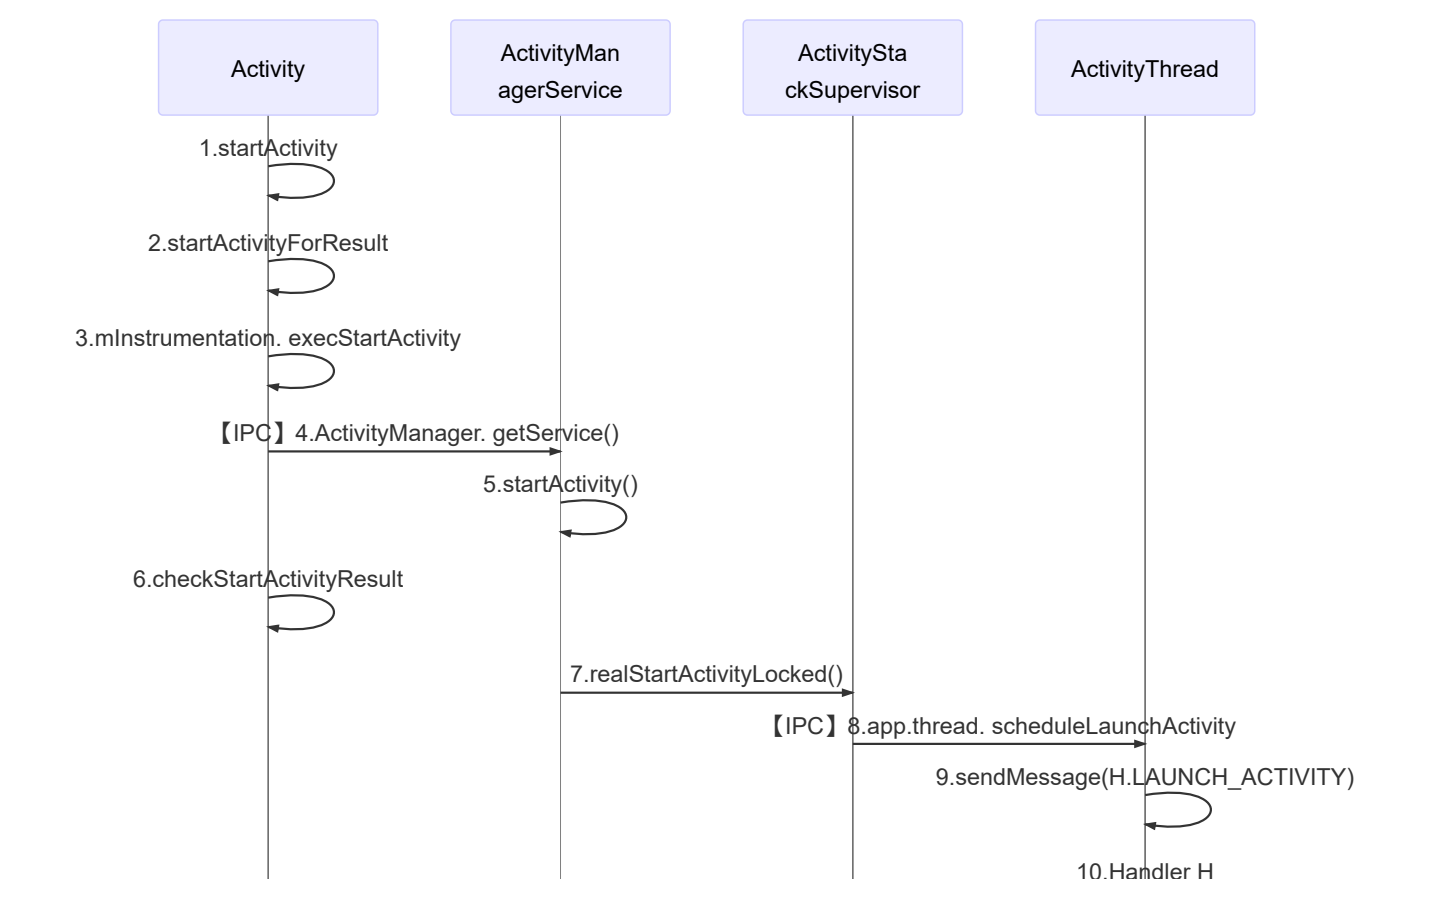 Activity
ActivityMan
agerService
ActivitySta
ckSupervisor
ActivityThread
1.startActivity
2.startActivityForResult
3.mInstrumentation. execStartActivity
【IPC】4.ActivityManager. getService()
5.startActivity()
6.checkStartActivityResult
7.realStartActivityLocked()
【IPC】8.app.thread. scheduleLaunchActivity
9.sendMessage(H.LAUNCH_ACTIVITY)
10.Handler H